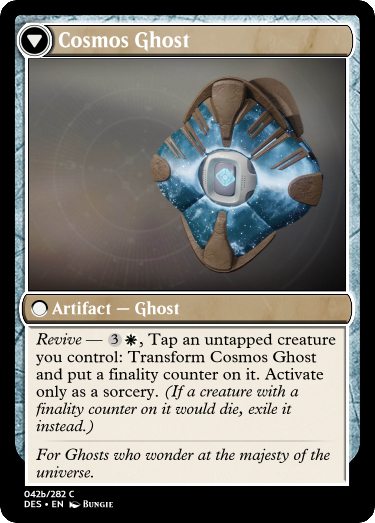 Cosmos Ghost
Artifact — Ghost
Revive — 3, Tap an untapped creature
you control: Transform Cosmos Ghost
and put a finality counter on it. Activate
only as a sorcery. (If a creature with a
finality counter on it would die, exile it
instead.)
For Ghosts who wonder at the majesty of the
universe.
042b/282 C
DES • EN Bungie